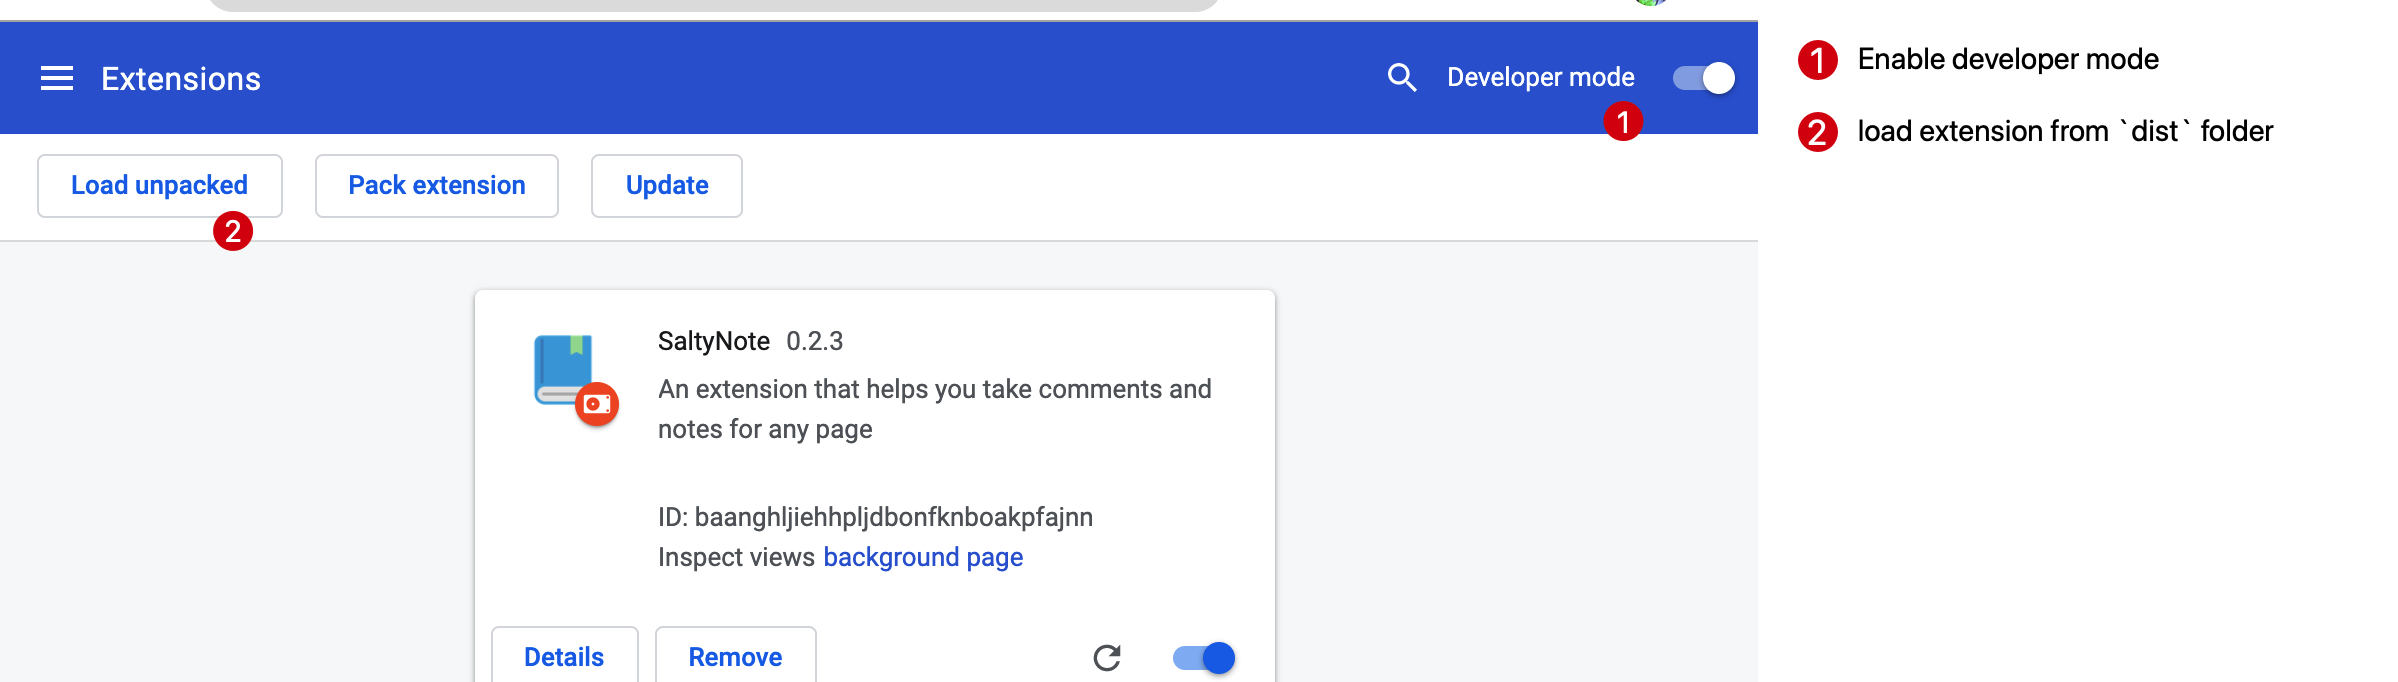 Extensions
Developer mode
1
Load unpacked
Pack extension
Update
2
SaltyNote 0.2.3
An extension that helps you take comments and
notes for any page
ID: baanghljiehhpljdbonfknboakpfajnn
Inspect views background page
Details
Remove
1 Enable developer mode
2 load extension from `dist` folder